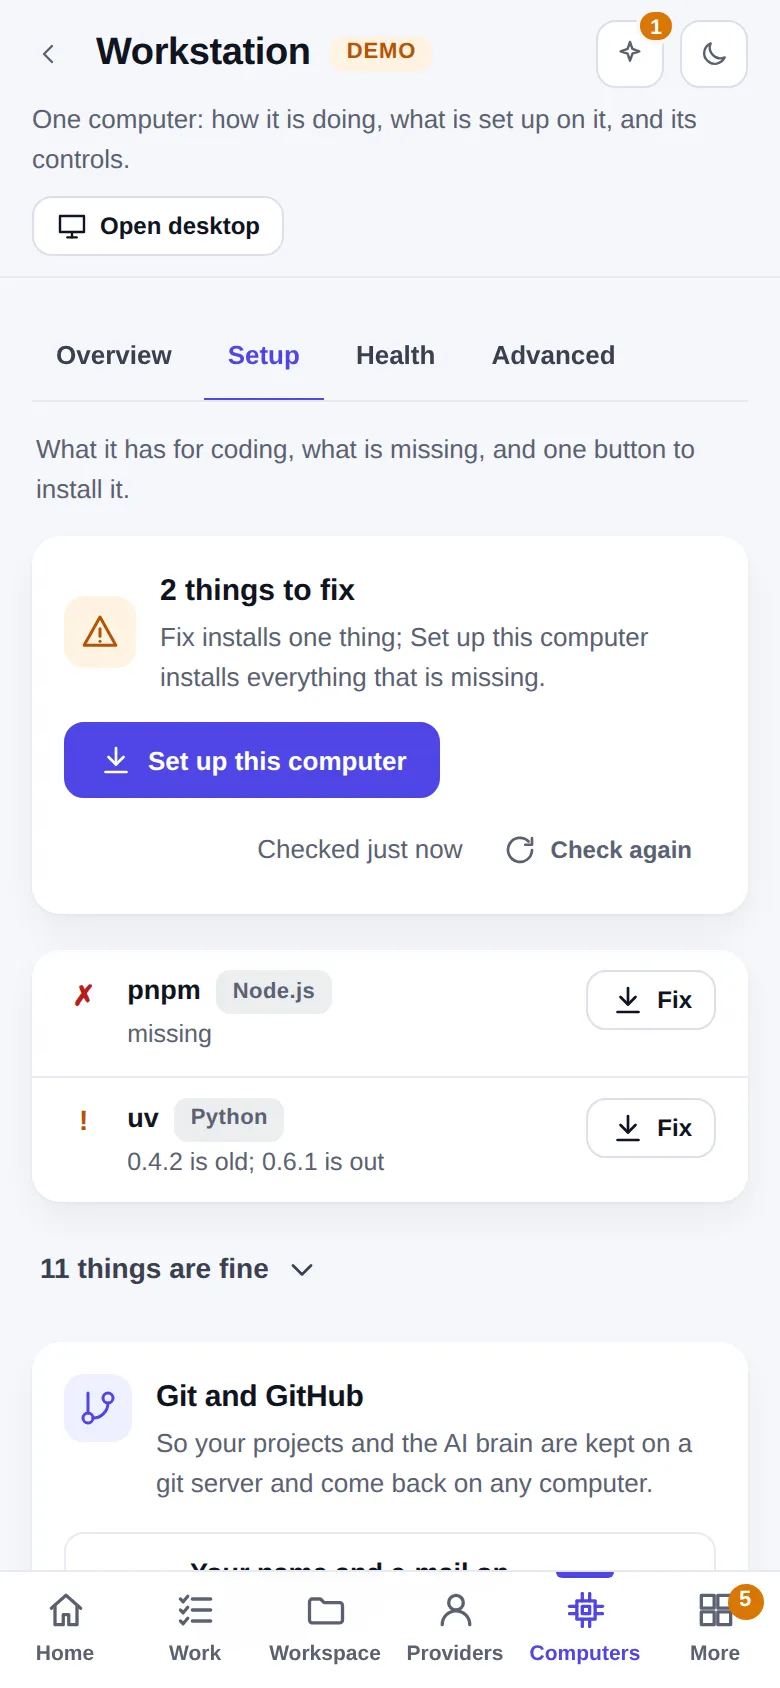 Workstation DEMO
1
One computer: how it is doing, what is set up on it, and its
controls.
Open desktop
Overview Setup Health Advanced
What it has for coding, what is missing, and one button to
install it.
2 things to fix
Fix installs one thing; Set up this computer
installs everything that is missing.
Set up this computer
Checked just now Check again
✗ pnpm Node.js Fix
missing
! uv Python Fix
0.4.2 is old; 0.6.1 is out
11 things are fine
Git and GitHub
So your projects and the AI brain are kept on a
git server and come back on any computer.
Your name and e-mail on
5
Home Work Workspace Providers Computers More